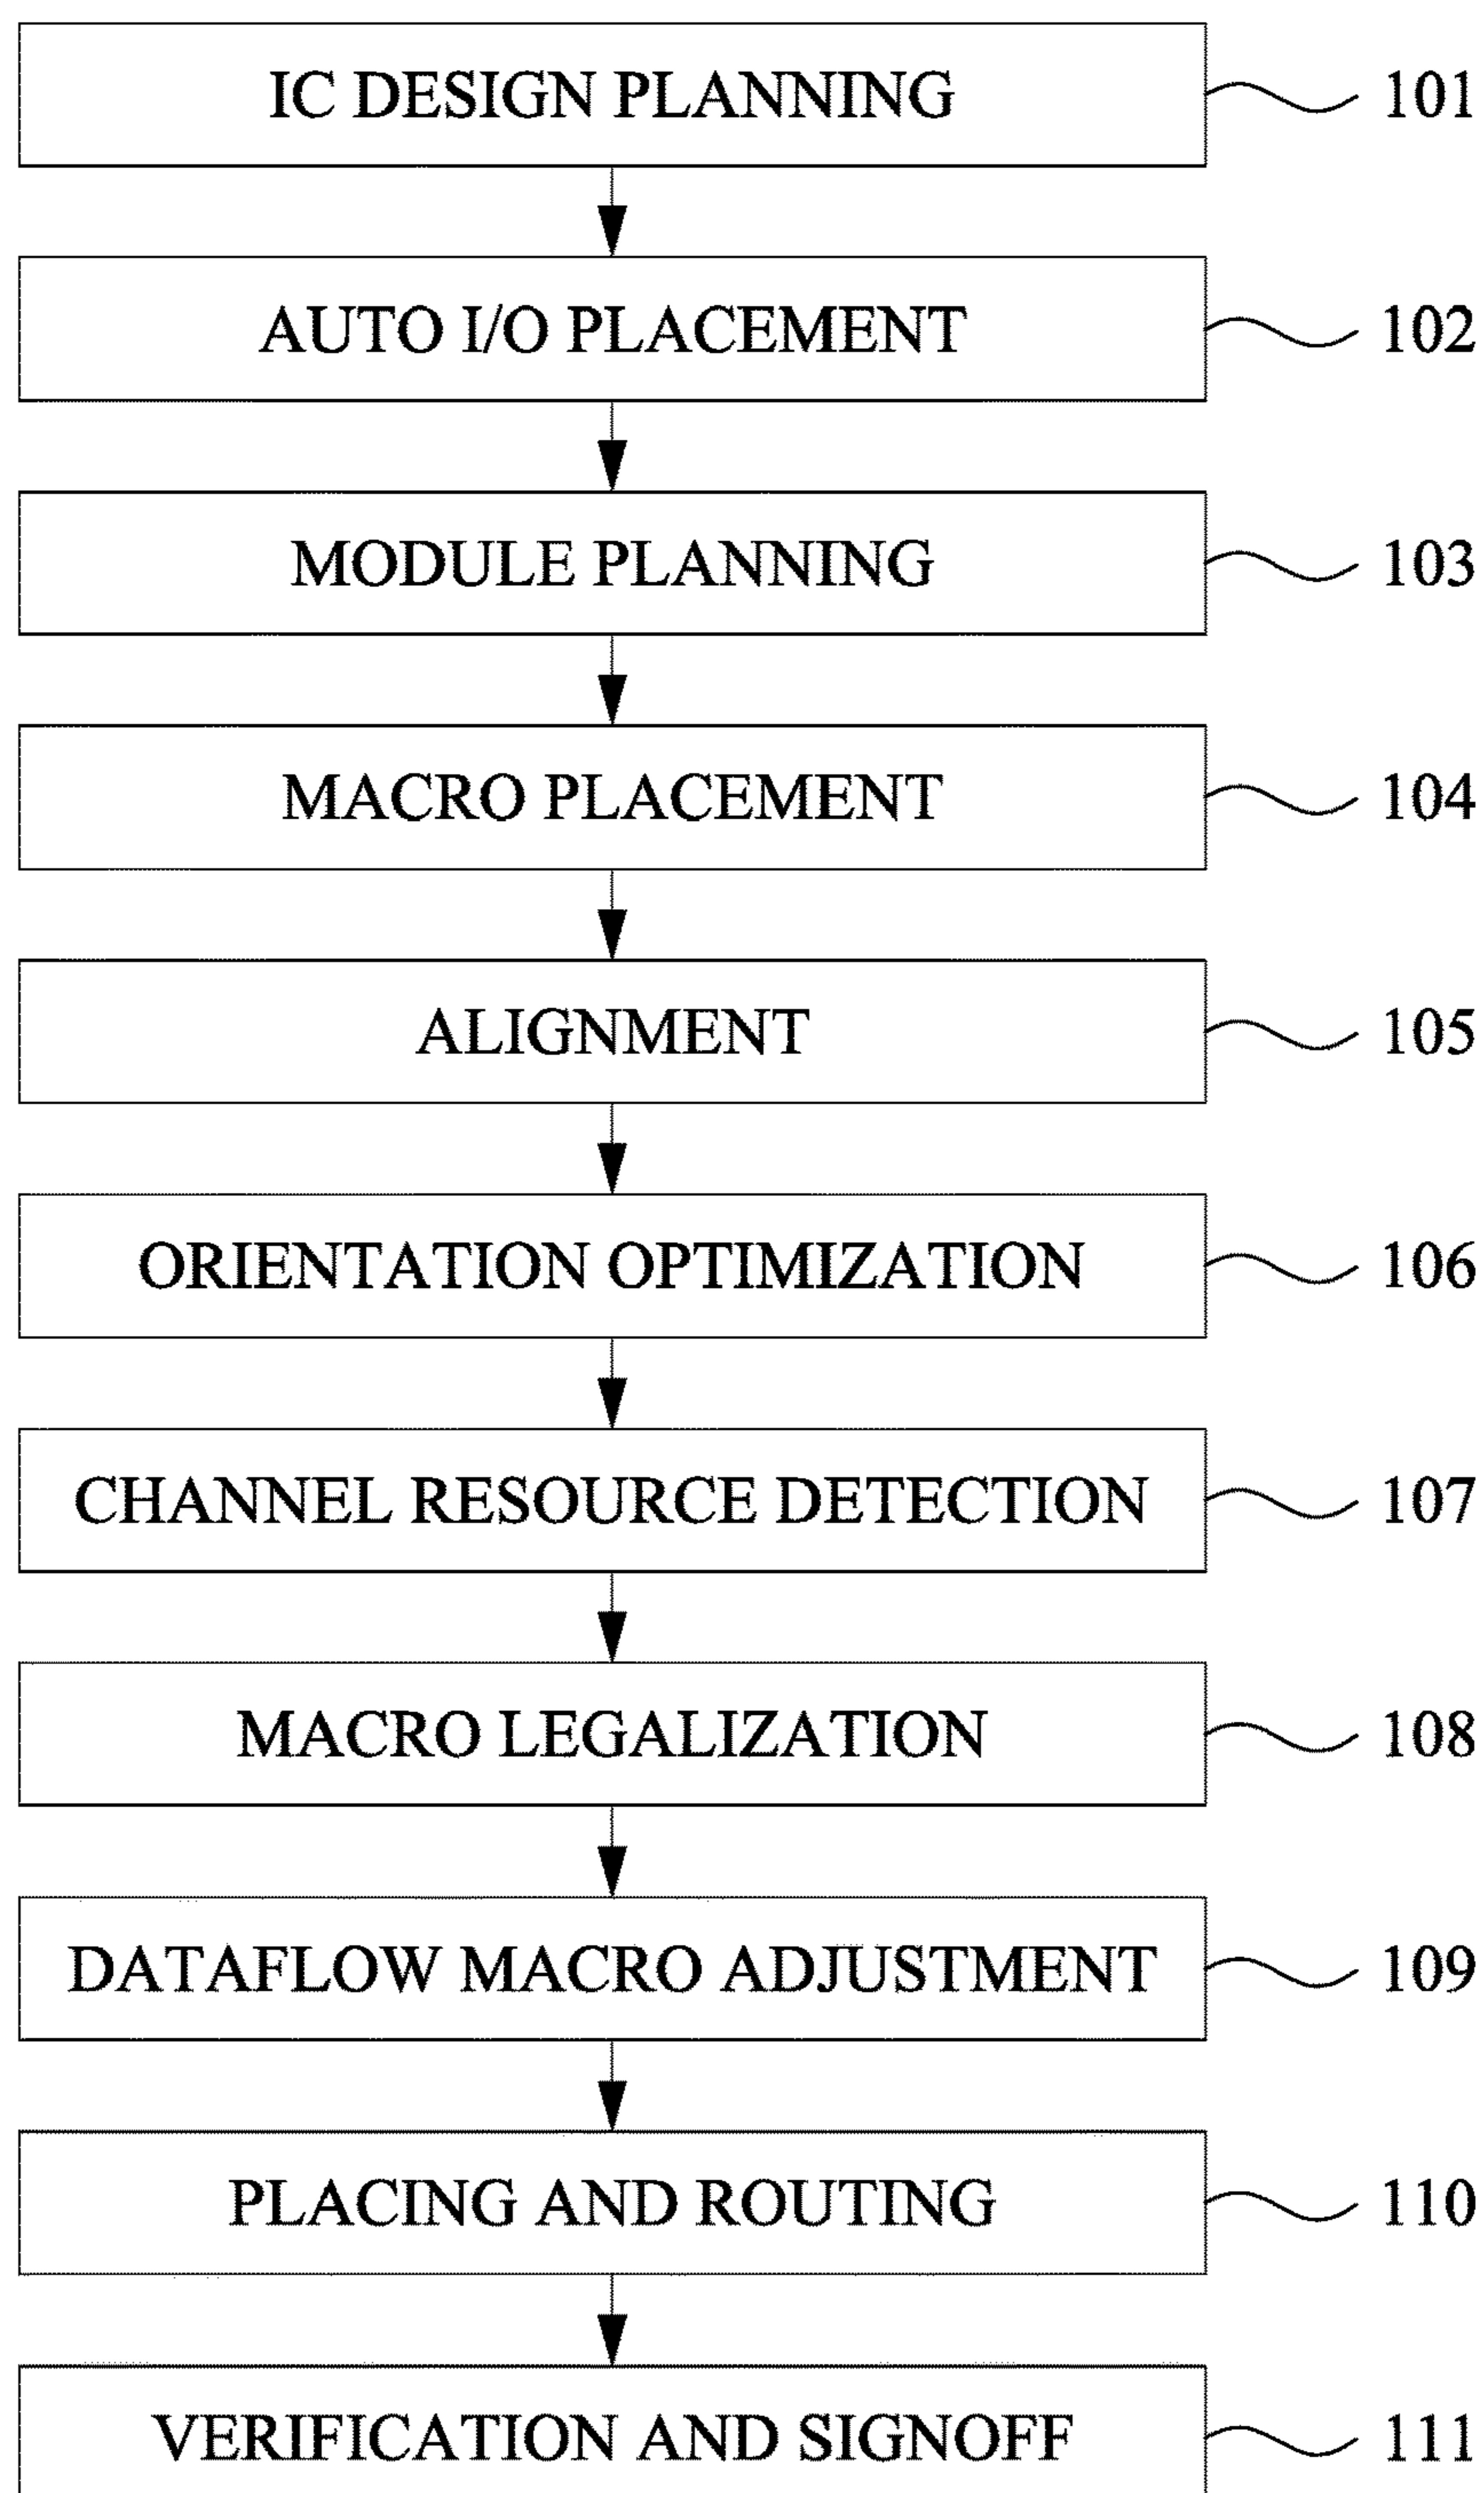 IC DESIGN PLANNING 101
AUTO I/O PLACEMENT 102
MODULE PLANNING 103
MACRO PLACEMENT 104
ALIGNMENT 105
ORIENTATION OPTIMIZATION 106
CHANNEL RESOURCE DETECTION 107
MACRO LEGALIZATION 108
DATAFLOW MACRO ADJUSTMENT 109
PLACING AND ROUTING 110
VERIFICATION AND SIGNOFF 111